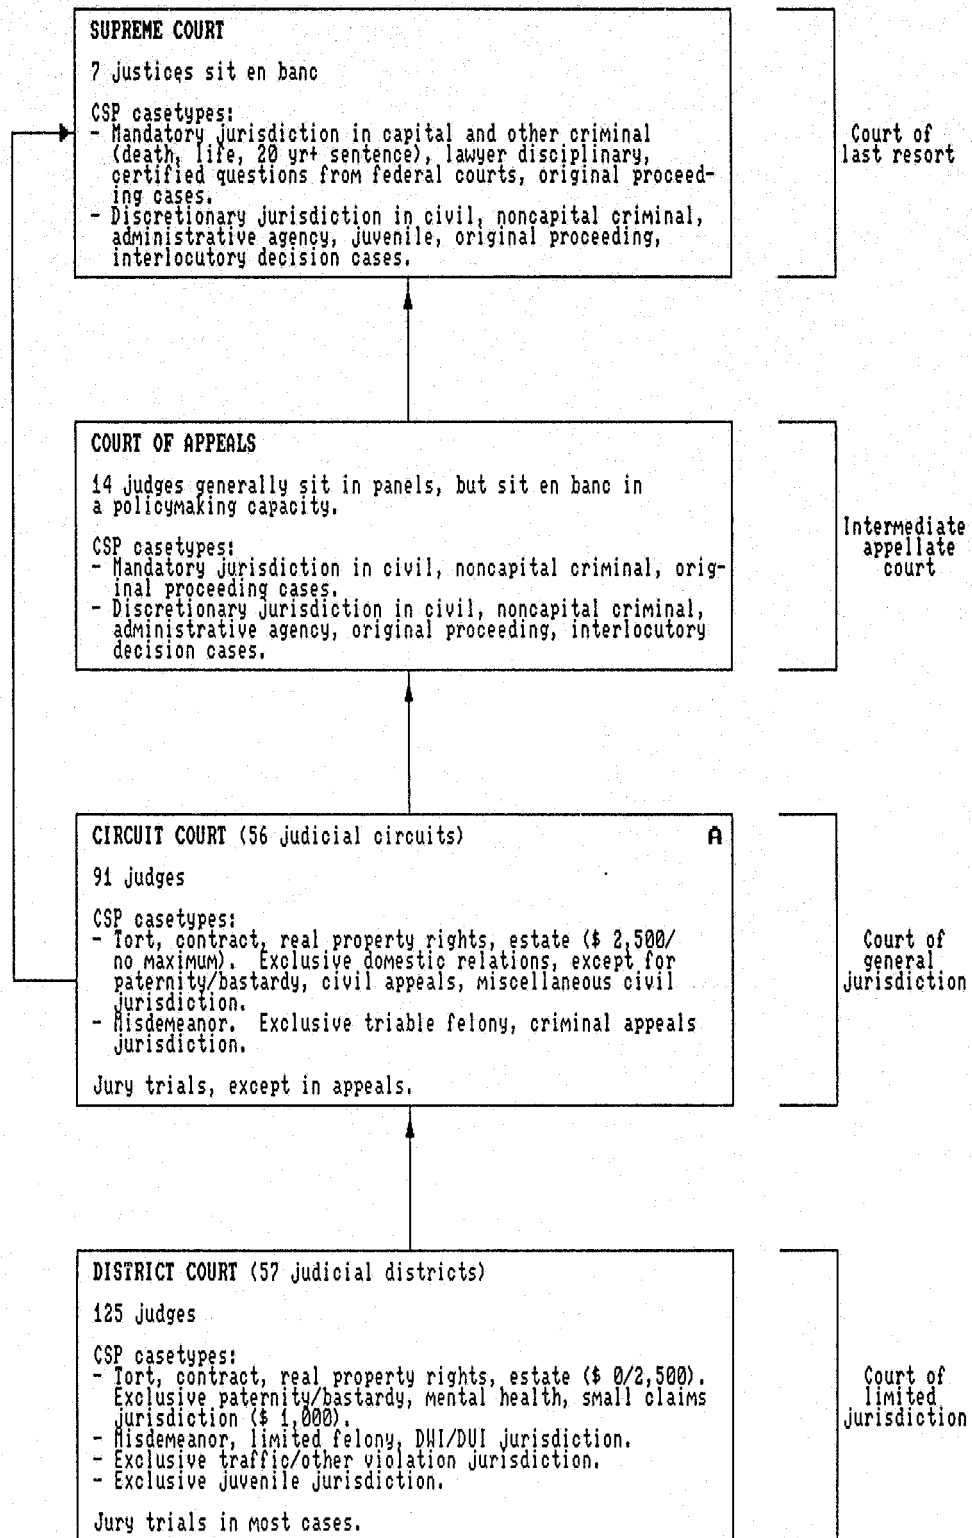 SUPREME COURT
7 justices sit en banc
CSP casetypes:
- Mandatory jurisdiction in capital and other criminal
(death, life, 20 yr+ sentence), lawyer disciplinary,
certified questions from federal courts, original proceed-
ing cases.
- Discretionary jurisdiction in civil, noncapital criminal,
administrative agency, juvenile, original proceeding,
interlocutory decision cases.
Court of
last resort
COURT OF APPEALS
14 judges generally sit in panels, but sit en banc in
a policymaking capacity.
CSP casetypes:
- Mandatory jurisdiction in civil, noncapital criminal, orig-
inal proceeding cases.
- Discretionary jurisdiction in civil, noncapital criminal,
administrative agency, original proceeding, interlocutory
decision cases.
Intermediate
appellate
court
CIRCUIT COURT (56 judicial circuits) A
91 judges
CSP casetypes:
- Tort, contract, real property rights, estate ($ 2,500/
no maximum). Exclusive domestic relations, except for
paternity/bastardy, civil appeals, miscellaneous civil
jurisdiction.
- Misdemeanor. Exclusive triable felony, criminal appeals
jurisdiction.
Jury trials, except in appeals.
Court of
general
jurisdiction
DISTRICT COURT (57 judicial districts)
125 judges
CSP casetypes:
- Tort, contract, real property rights, estate ($ 0/2,500).
Exclusive paternity/bastardy, mental health, small claims
jurisdiction ($ 1,000).
- Misdemeanor, limited felony, DWI/DUI jurisdiction.
- Exclusive traffic/other violation jurisdiction.
- Exclusive juvenile jurisdiction.
Jury trials in most cases.
Court of
limited
jurisdiction